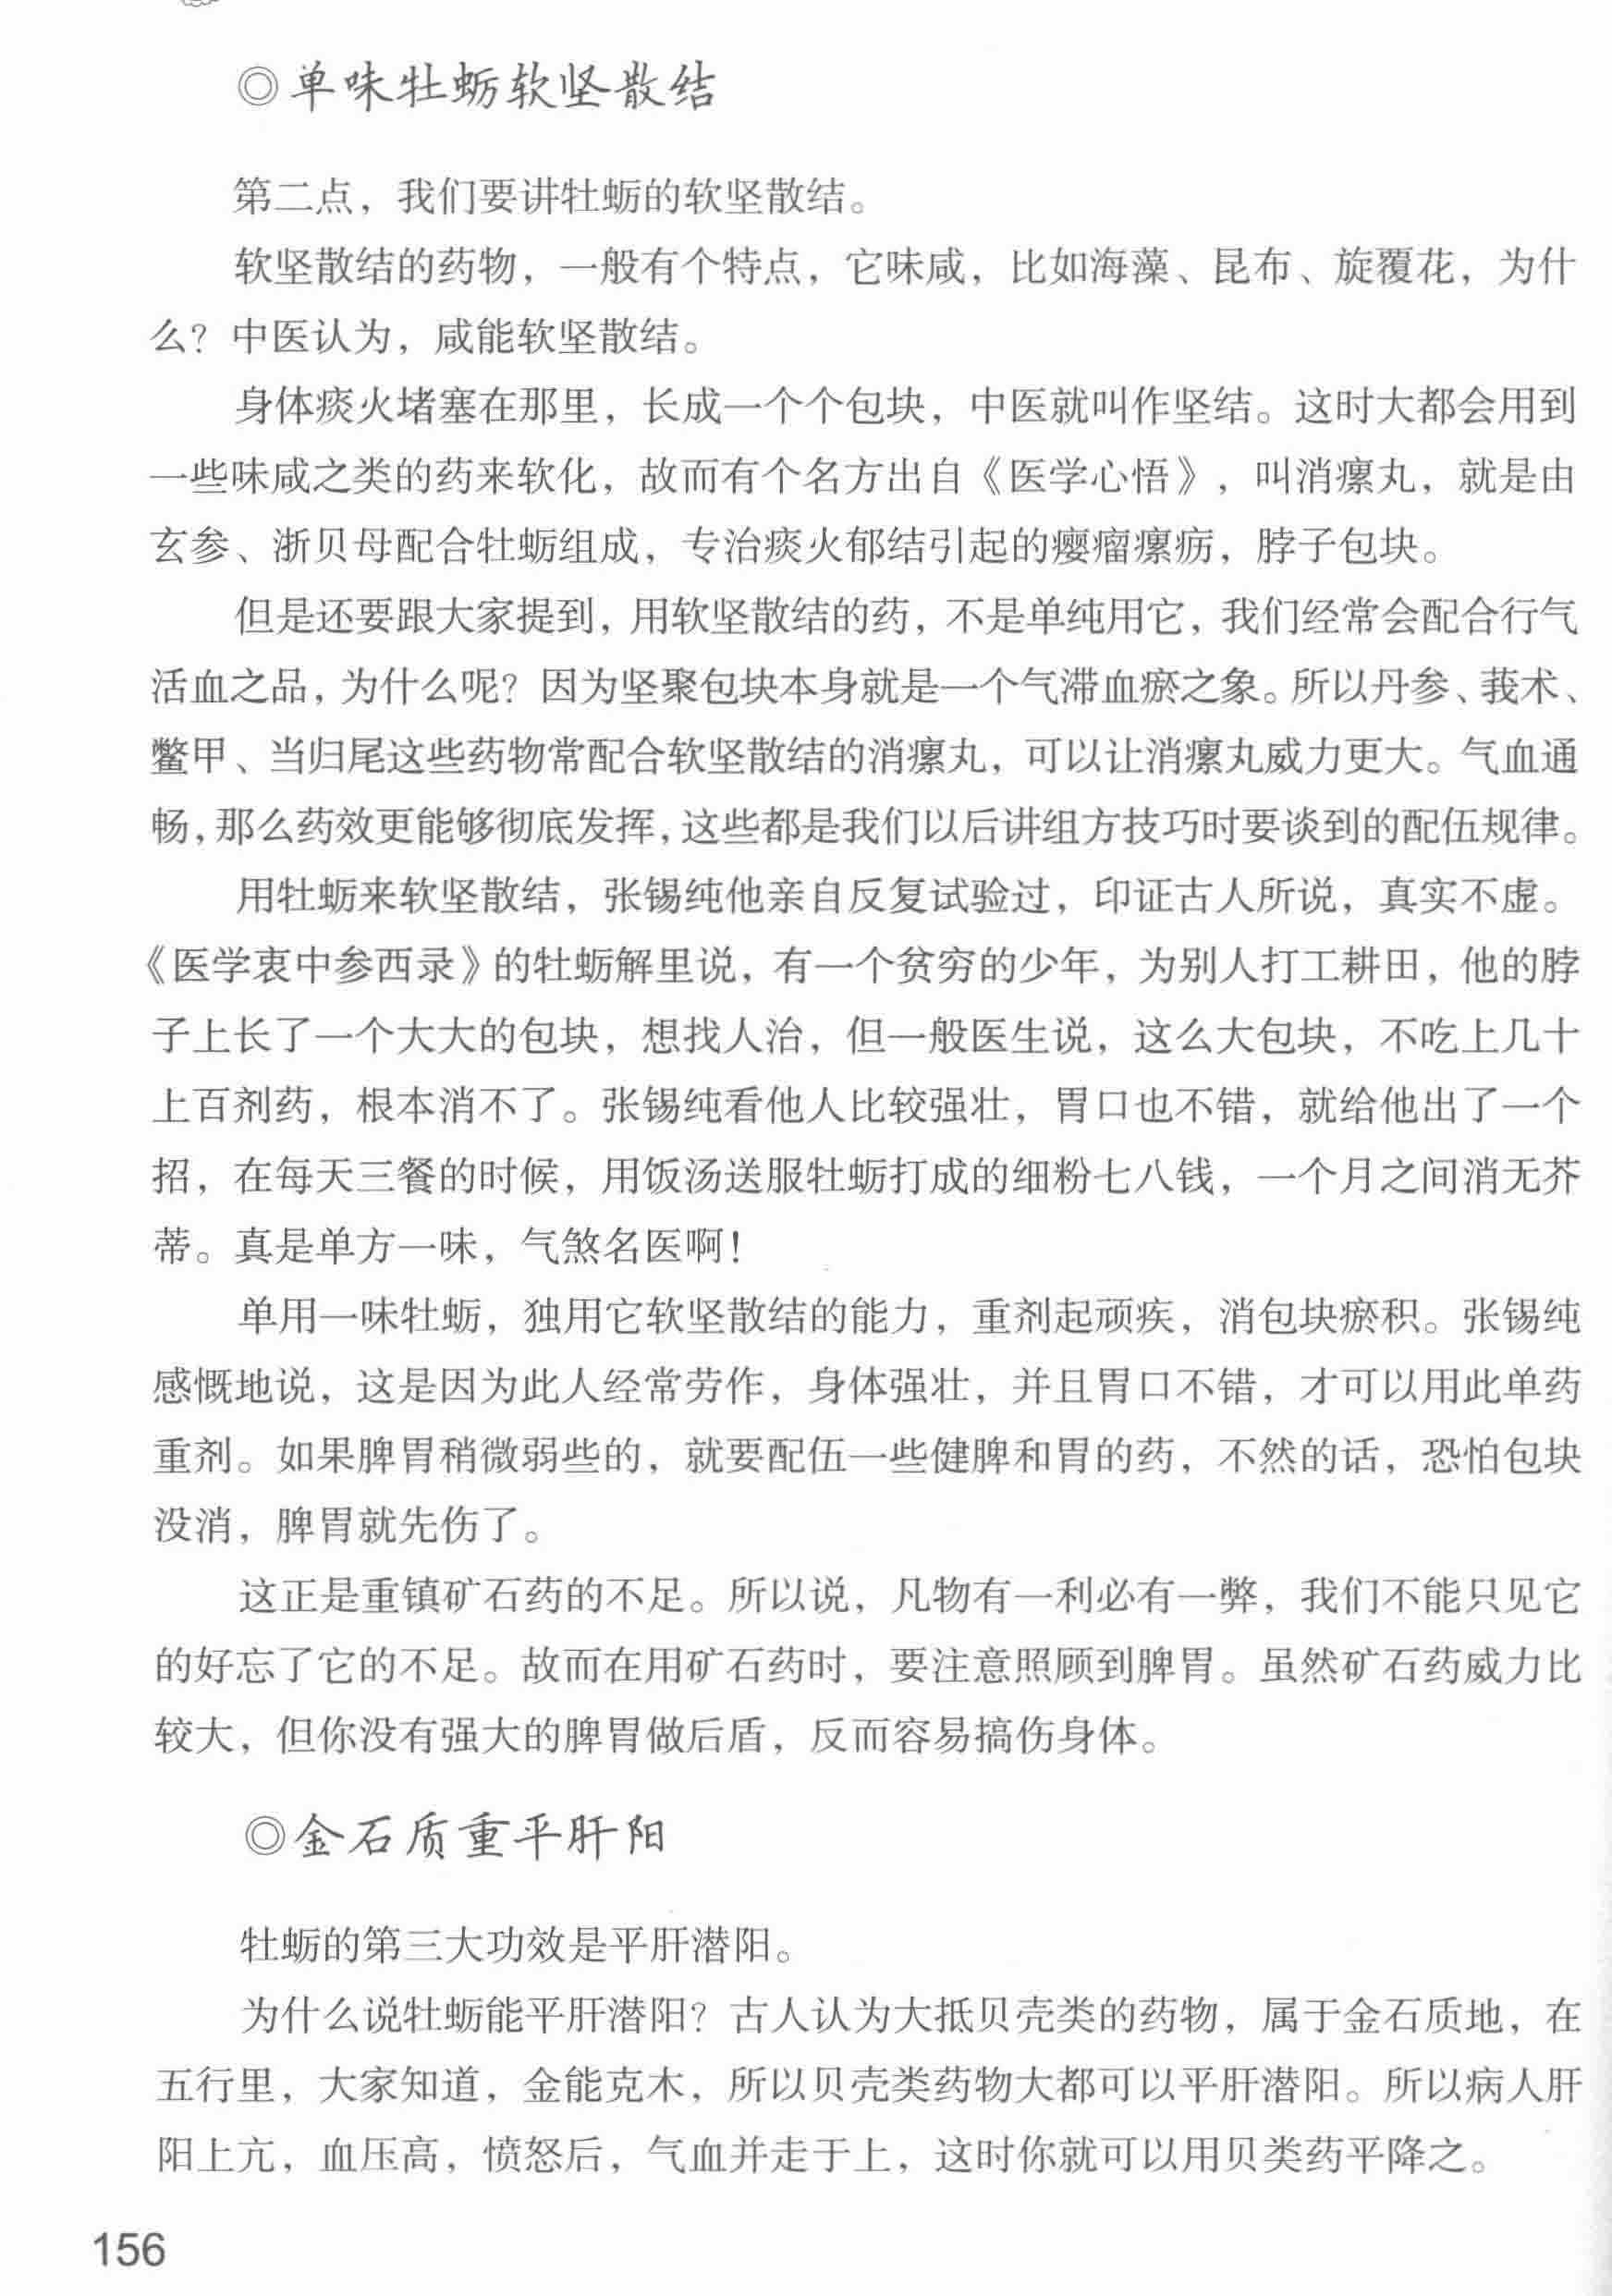 ◎单味牡蛎软坚散结
第二点，我们要讲牡蛎的软坚散结。
软坚散结的药物，一般有个特点，它味咸，比如海藻、昆布、旋覆花，为什
么？中医认为，咸能软坚散结。
身体痰火堵塞在那里，长成一个个包块，中医就叫作坚结。这时大都会用到
一些味咸之类的药来软化，故而有个名方出自《医学心悟》，叫消瘰丸，就是由
玄参、浙贝母配合牡蛎组成，专治痰火郁结引起的瘿瘤瘰疬，脖子包块。
但是还要跟大家提到，用软坚散结的药，不是单纯用它，我们经常会配合行气
活血之品，为什么呢？因为坚聚包块本身就是一个气滞血瘀之象。所以丹参、莪术、
鳖甲、当归尾这些药物常配合软坚散结的消瘰丸，可以让消瘰丸威力更大。气血通
畅，那么药效更能够彻底发挥，这些都是我们以后讲组方技巧时要谈到的配伍规律。
用牡蛎来软坚散结，张锡纯他亲自反复试验过，印证古人所说，真实不虚。
《医学衷中参西录》的牡蛎解里说，有一个贫穷的少年，为别人打工耕田，他的脖
子上长了一个大大的包块，想找人治，但一般医生说，这么大包块，不吃上几十
上百剂药，根本消不了。张锡纯看他人比较强壮，胃口也不错，就给他出了一个
招，在每天三餐的时候，用饭汤送服牡蛎打成的细粉七八钱，一个月之间消无芥
蒂。真是单方一味，气煞名医啊！
单用一味牡蛎，独用它软坚散结的能力，重剂起顽疾，消包块瘀积。张锡纯
感慨地说，这是因为此人经常劳作，身体强壮，并且胃口不错，才可以用此单药
重剂。如果脾胃稍微弱些的，就要配伍一些健脾和胃的药，不然的话，恐怕包块
没消，脾胃就先伤了。
这正是重镇矿石药的不足。所以说，凡物有一利必有一弊，我们不能只见它
的好忘了它的不足。故而在用矿石药时，要注意照顾到脾胃。虽然矿石药威力比
较大，但你没有强大的脾胃做后盾，反而容易搞伤身体。
◎金石质重平肝阳
牡蛎的第三大功效是平肝潜阳。
为什么说牡蛎能平肝潜阳？古人认为大抵贝壳类的药物，属于金石质地，在
五行里，大家知道，金能克木，所以贝壳类药物大都可以平肝潜阳。所以病人肝
阳上亢，血压高，愤怒后，气血并走于上，这时你就可以用贝类药平降之。
156